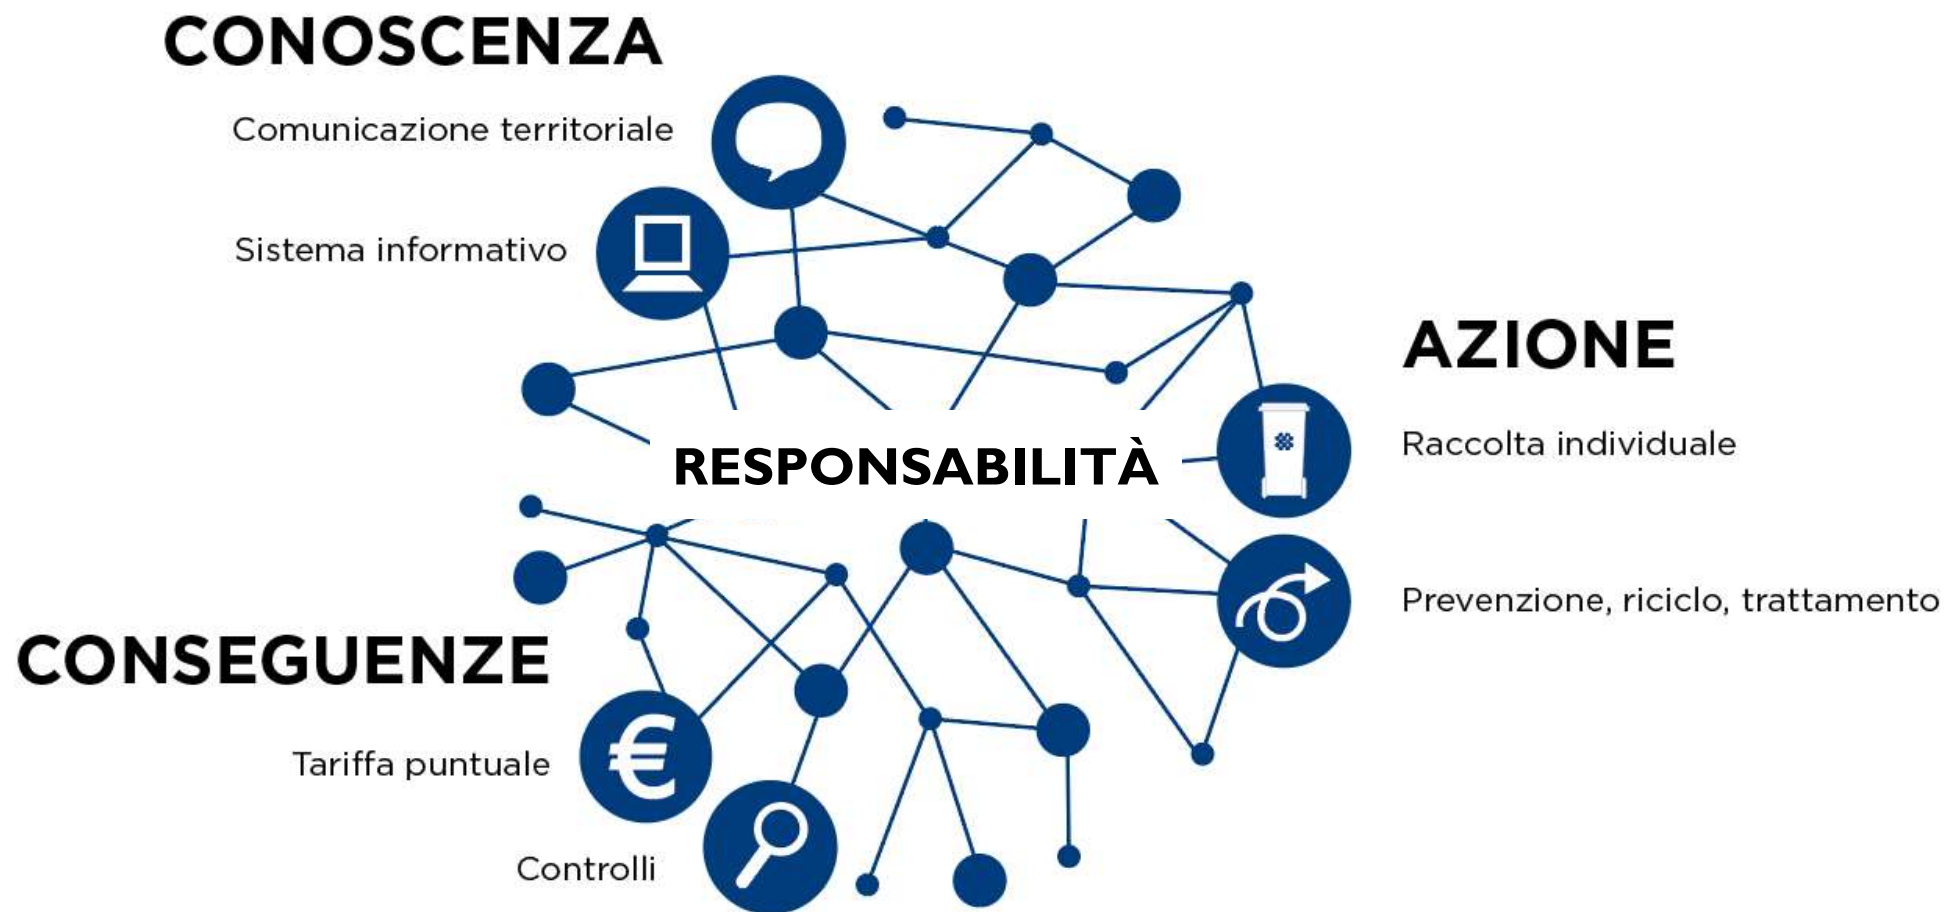 CONOSCENZA
Comunicazione territoriale
Sistema informativo
AZIONE
Raccolta individuale
RESPONSABILITÀ
Prevenzione, riciclo, trattamento
CONSEGUENZE
€
Tariffa puntuale
Controlli